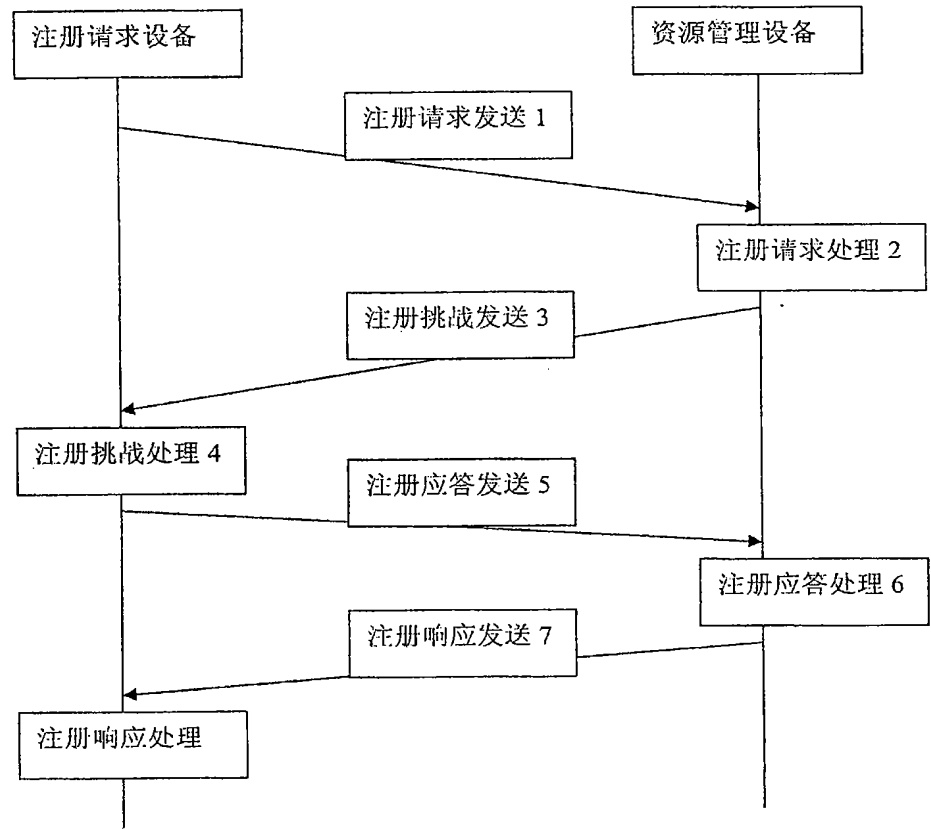 注册请求设备
资源管理设备
注册请求发送 1
注册请求处理 2
注册挑战发送 3
注册挑战处理 4
注册应答发送 5
注册应答处理 6
注册响应发送 7
注册响应处理